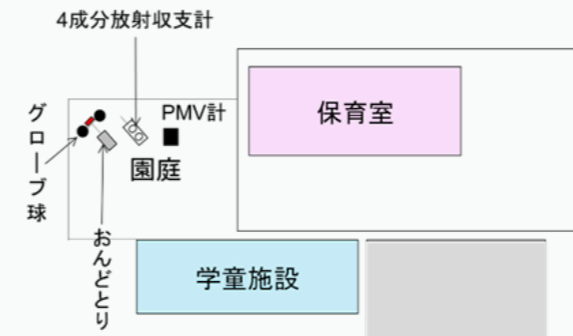 4成分放射収支計
グローブ球
PMV計
保育室
園庭
おんどとり
学童施設